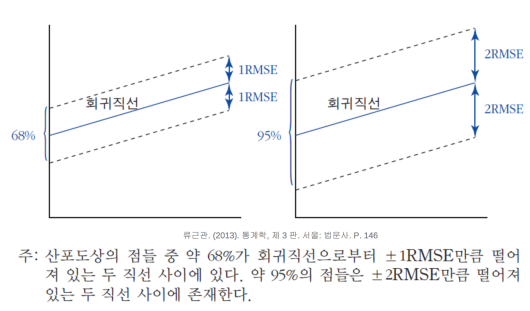 1RMSE
회귀직선
1RMSE
68%
2RMSE
회귀직선
2RMSE
95%
류근관. (2013). 통계학, 제 3 판. 서울: 법문사. P. 146
주: 산포도상의 점들 중 약 68%가 회귀직선으로부터 ±1RMSE만큼 떨어
져 있는 두 직선 사이에 있다. 약 95%의 점들은 ±2RMSE만큼 떨어져
있는 두 직선 사이에 존재한다.